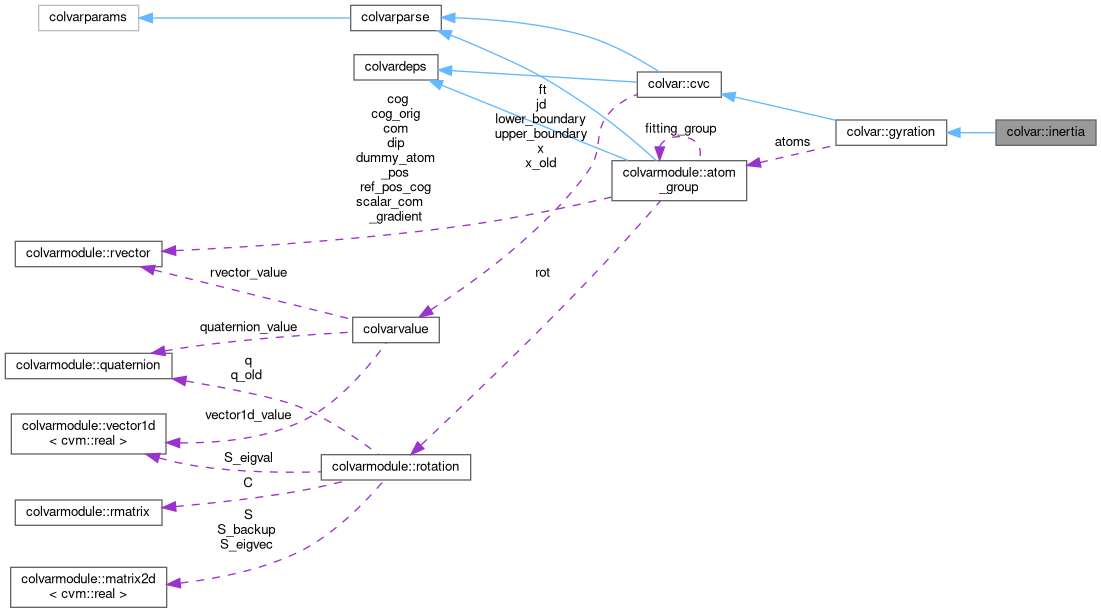 colvarparams
colvarparse
colvardeps
colvar::cvc
colvar::gyration
colvar::inertia
ft
jd
lower_boundary
upper_boundary
x
x_old
fitting_group
atoms
cog
cog_orig
com
dip
dummy_atom
_pos
ref_pos_cog
scalar_com
_gradient
colvarmodule::atom
_group
colvarmodule::rvector
rvector_value
rot
colvarvalue
quaternion_value
colvarmodule::quaternion
q
q_old
vector1d_value
colvarmodule::vector1d
< cvm::real >
S_eigval
colvarmodule::rotation
C
colvarmodule::rmatrix
S
S_backup
S_eigvec
colvarmodule::matrix2d
< cvm::real >